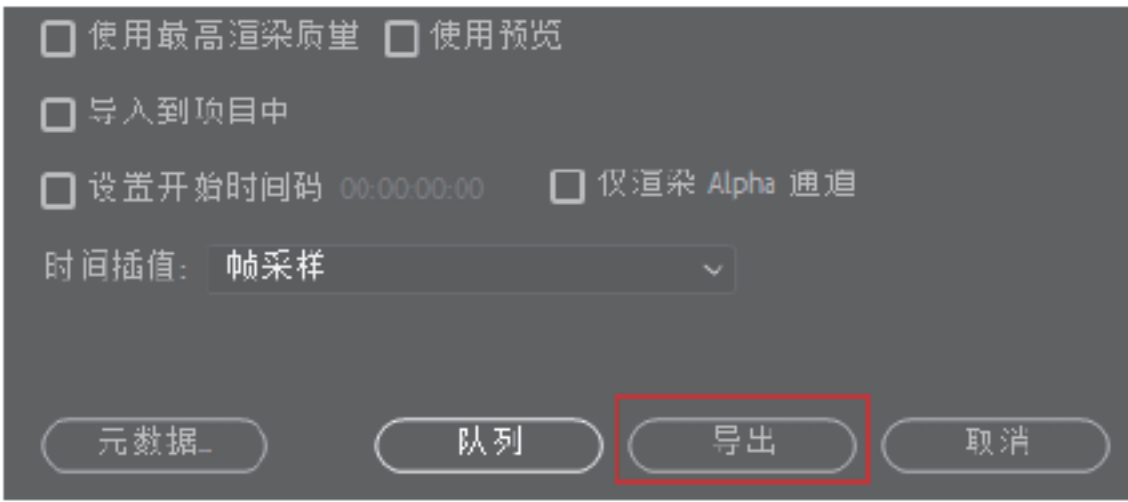 使用最高渲染质量 使用预览
导入到项目中
设置开始时间码 00:00:00:00 仅渲染 Alpha 通道
时间插值: 帧采样
元数据... 队列 导出 取消